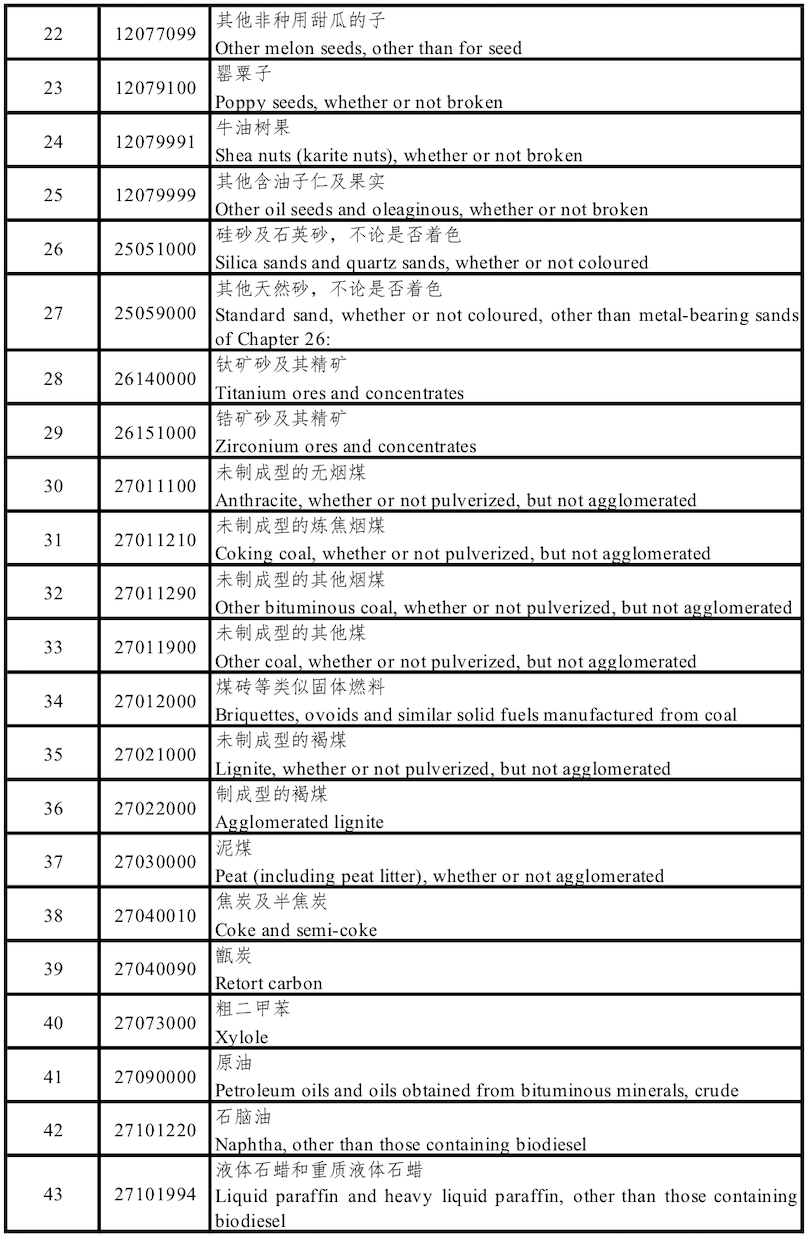 22 12077099 其他非种用甜瓜的子
Other melon seeds, other than for seed
23 12079100 罂粟子
Poppy seeds, whether or not broken
24 12079991 牛油树果
Shea nuts (karite nuts), whether or not broken
25 12079999 其他含油子仁及果实
Other oil seeds and oleaginous, whether or not broken
26 25051000 硅砂及石英砂，不论是否着色
Silica sands and quartz sands, whether or not coloured
27 25059000 其他天然砂，不论是否着色
Standard sand, whether or not coloured, other than metal-bearing sands
of Chapter 26:
28 26140000 钛矿砂及其精矿
Titanium ores and concentrates
29 26151000 锆矿砂及其精矿
Zirconium ores and concentrates
30 27011100 未制成型的无烟煤
Anthracite, whether or not pulverized, but not agglomerated
31 27011210 未制成型的炼焦烟煤
Coking coal, whether or not pulverized, but not agglomerated
32 27011290 未制成型的其他烟煤
Other bituminous coal, whether or not pulverized, but not agglomerated
33 27011900 未制成型的其他煤
Other coal, whether or not pulverized, but not agglomerated
34 27012000 煤砖等类似固体燃料
Briquettes, ovoids and similar solid fuels manufactured from coal
35 27021000 未制成型的褐煤
Lignite, whether or not pulverized, but not agglomerated
36 27022000 制成型的褐煤
Agglomerated lignite
37 27030000 泥煤
Peat (including peat litter), whether or not agglomerated
38 27040010 焦炭及半焦炭
Coke and semi-coke
39 27040090 甑炭
Retort carbon
40 27073000 粗二甲苯
Xylole
41 27090000 原油
Petroleum oils and oils obtained from bituminous minerals, crude
42 27101220 石脑油
Naphtha, other than those containing biodiesel
43 27101994 液体石蜡和重质液体石蜡
Liquid paraffin and heavy liquid paraffin, other than those containing
biodiesel